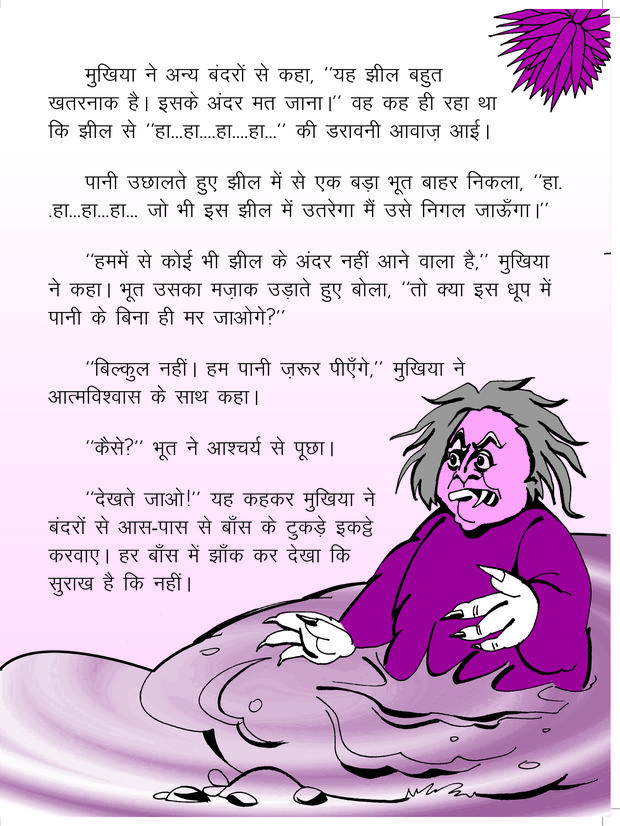 मुखिया ने अन्य बंदरों से कहा, ‘‘यह झील बहुत
खतरनाक है। इसके अंदर मत जाना।’’ वह कह ही रहा था
कि झील से ‘‘हा...हा....हा....हा...’’ की डरावनी आवाज़ आई।
पानी उछालते हुए झील में से एक बड़ा भूत बाहर निकला, ‘‘हा.
.हा...हा...हा... जो भी इस झील में उतरेगा मैं उसे निगल जाऊँगा।’’
‘‘हममें से कोई भी झील के अंदर नहीं आने वाला है,’’ मुखिया
ने कहा। भूत उसका मज़ाक उड़ाते हुए बोला, ‘‘तो क्या इस धूप में
पानी के बिना ही मर जाओगे?’’
‘‘बिल्कुल नहीं। हम पानी ज़रूर पीएँगे,’’ मुखिया ने
आत्मविश्वास के साथ कहा।
‘‘कैसे?’’ भूत ने आश्चर्य से पूछा।
‘‘देखते जाओ!’’ यह कहकर मुखिया ने
बंदरों से आस-पास से बाँस के टुकड़े इकट्ठे
करवाए। हर बाँस में झाँक कर देखा कि
सुराख है कि नहीं।